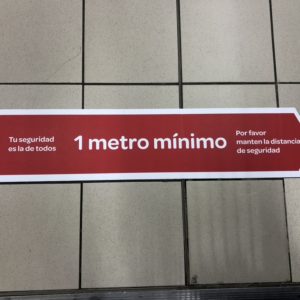 Tu seguridad
es la de todos
1 metro mínimo
Por favor
manten la distancia
de seguridad